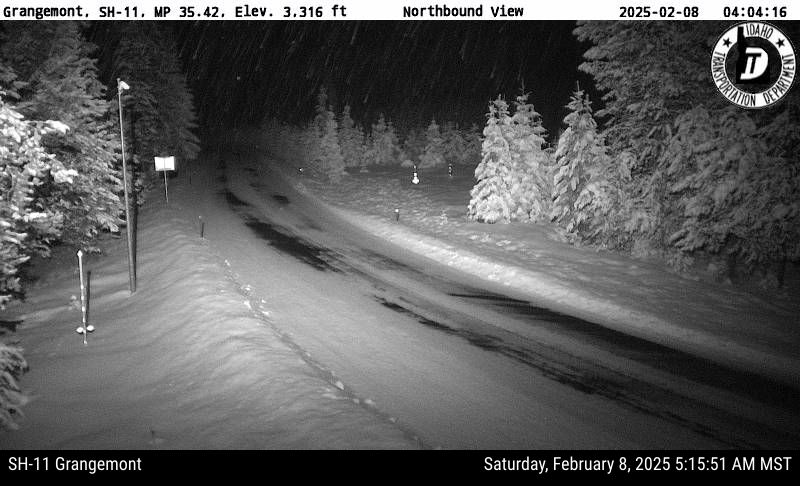 Grangemont, SH-11, MP 35.42, Elev. 3,316 ft Northbound View 2025-02-08 04:04:16
IDAHO
TRANSPORTATION DEPARTMENT
SH-11 Grangemont Saturday, February 8, 2025 5:15:51 AM MST